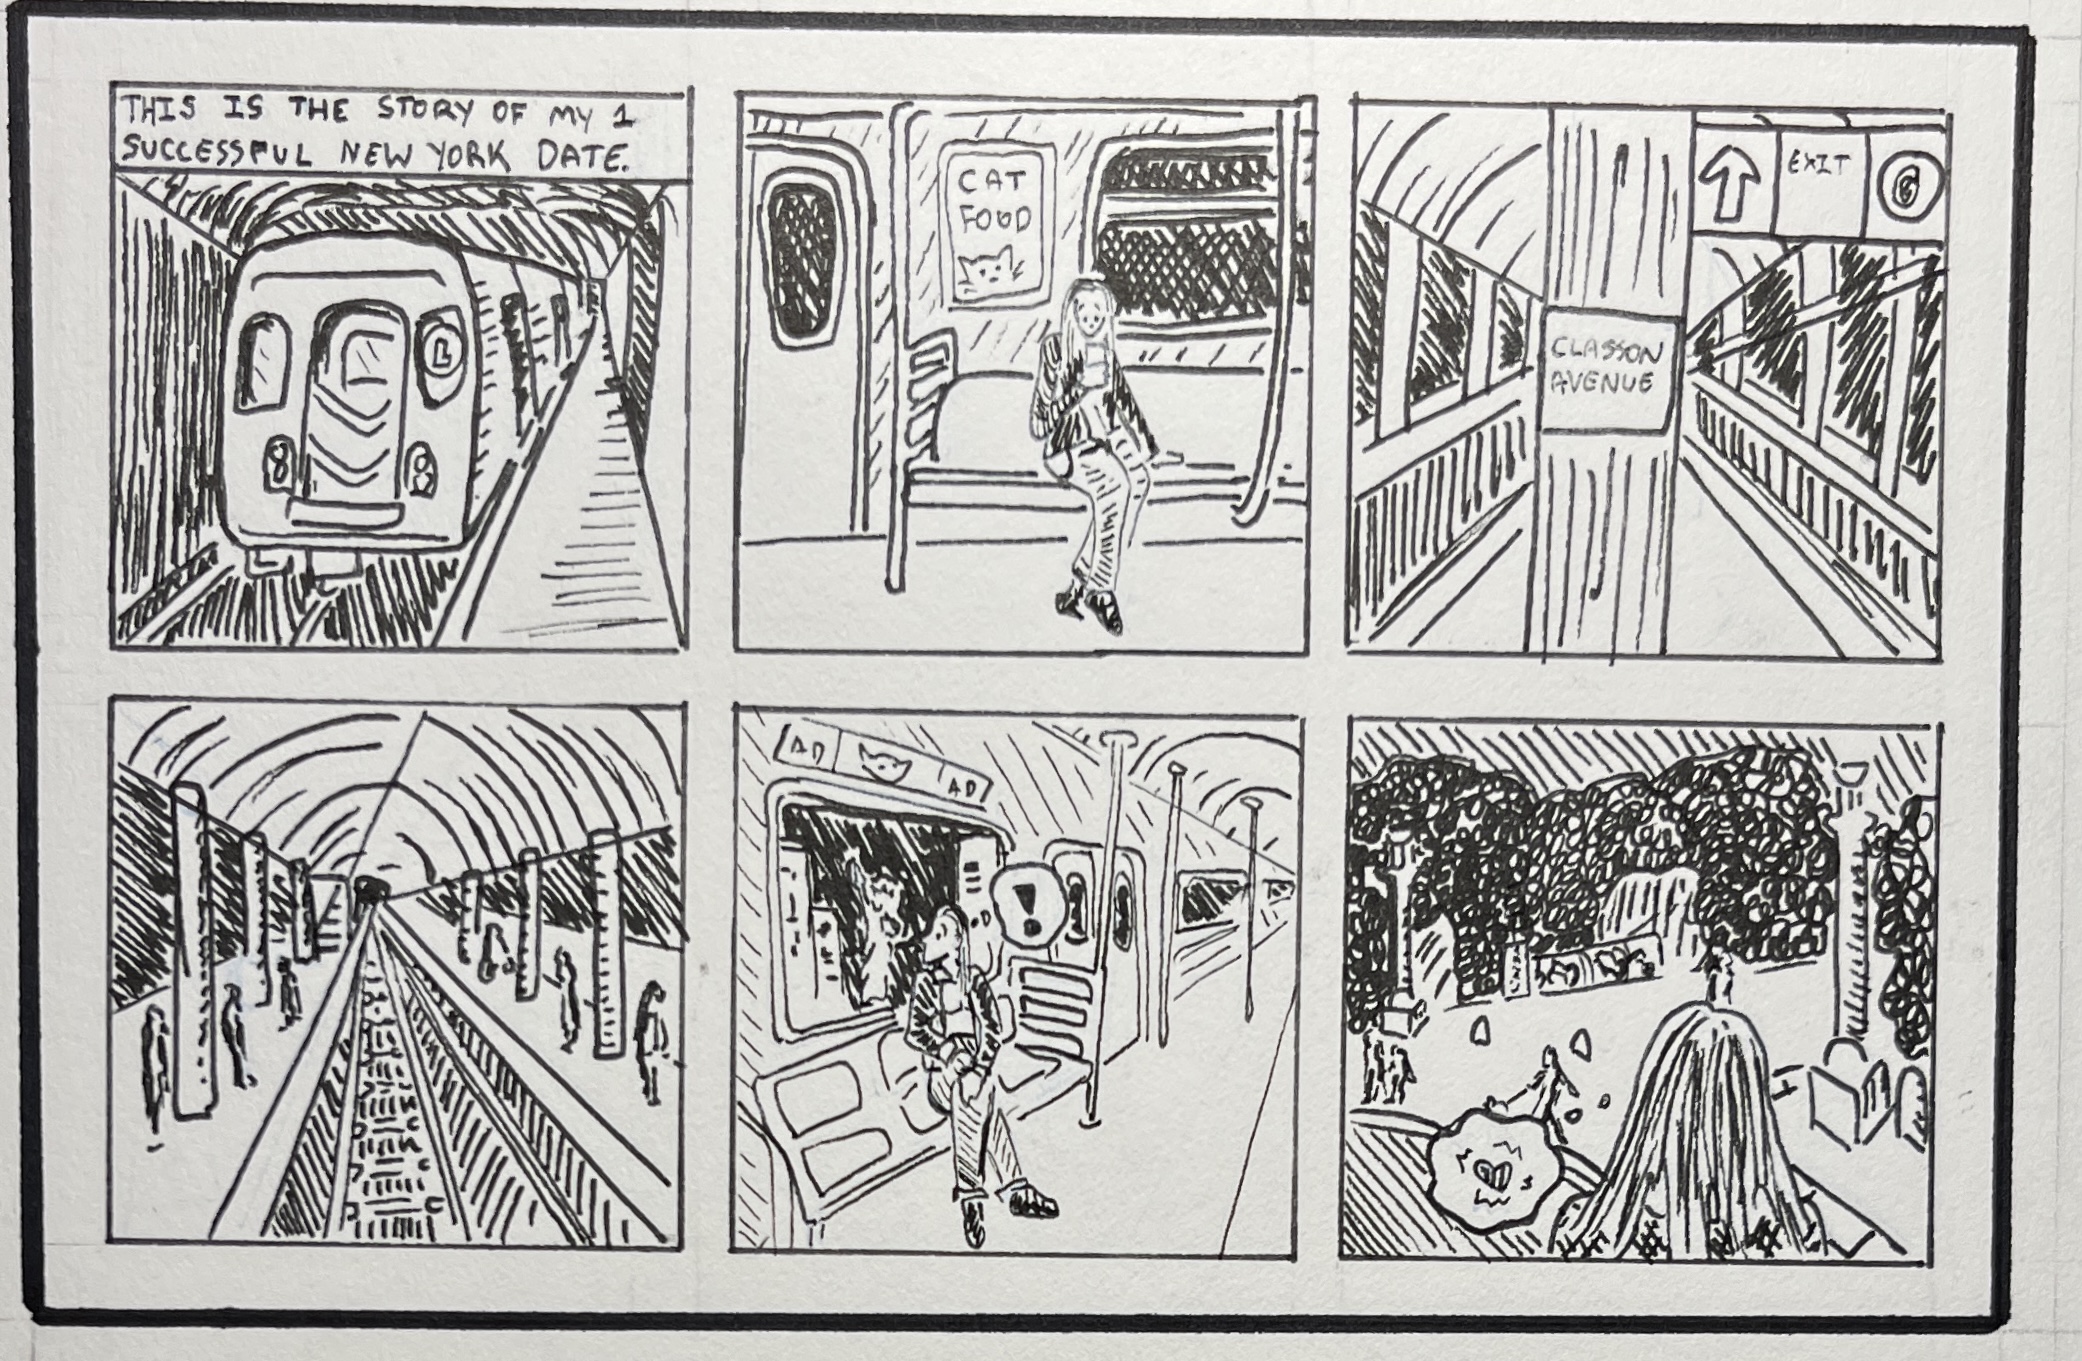 THIS IS THE STORY OF MY 1
SUCCESSFUL NEW YORK DATE.
L
CAT
FOOD
EXIT
G
CLASSON
AVENUE
AD
AD
!